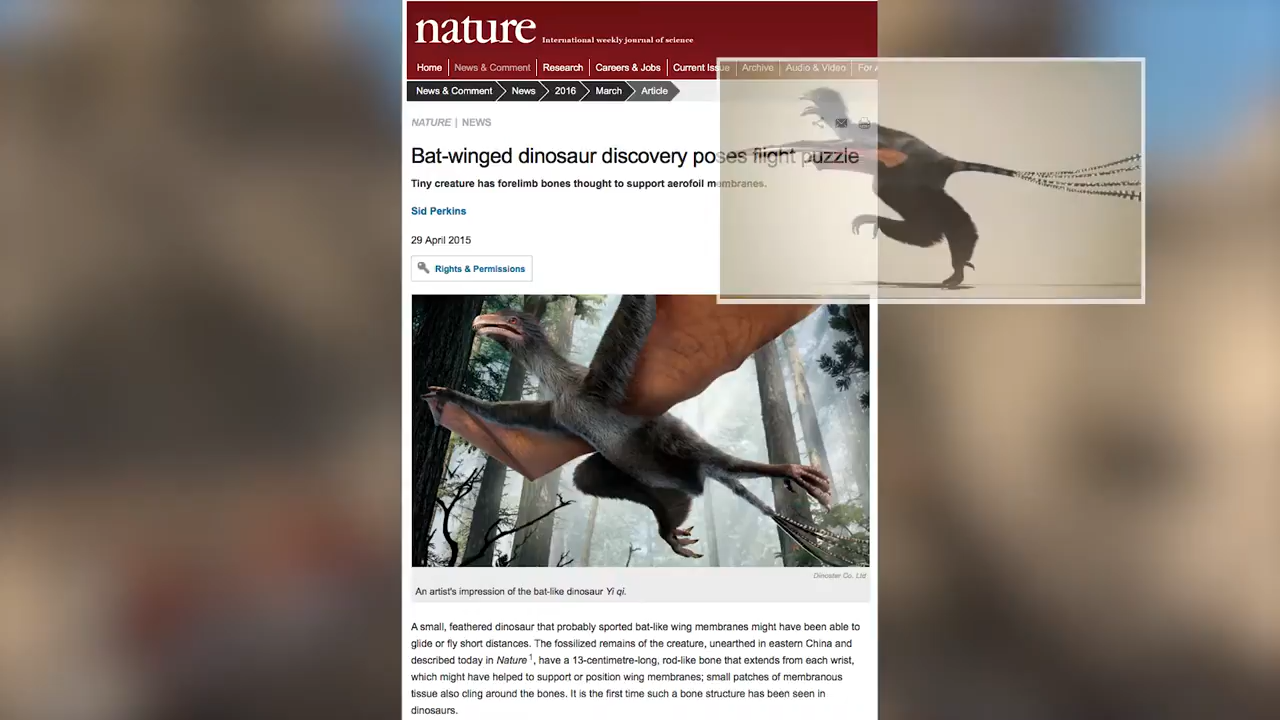 nature International weekly journal of science
Home News & Comment Research Careers & Jobs Current Issue Archive Audio & Video For A
News & Comment News 2016 March Article
NATURE | NEWS
Bat-winged dinosaur discovery poses flight puzzle
Tiny creature has forelimb bones thought to support aerofoil membranes.
Sid Perkins
29 April 2015
Rights & Permissions
Dinostar Co. Ltd
An artist's impression of the bat-like dinosaur Yi qi.
A small, feathered dinosaur that probably sported bat-like wing membranes might have been able to
glide or fly short distances. The fossilized remains of the creature, unearthed in eastern China and
described today in Nature1, have a 13-centimetre-long, rod-like bone that extends from each wrist,
which might have helped to support or position wing membranes; small patches of membranous
tissue also cling around the bones. It is the first time such a bone structure has been seen in
dinosaurs.